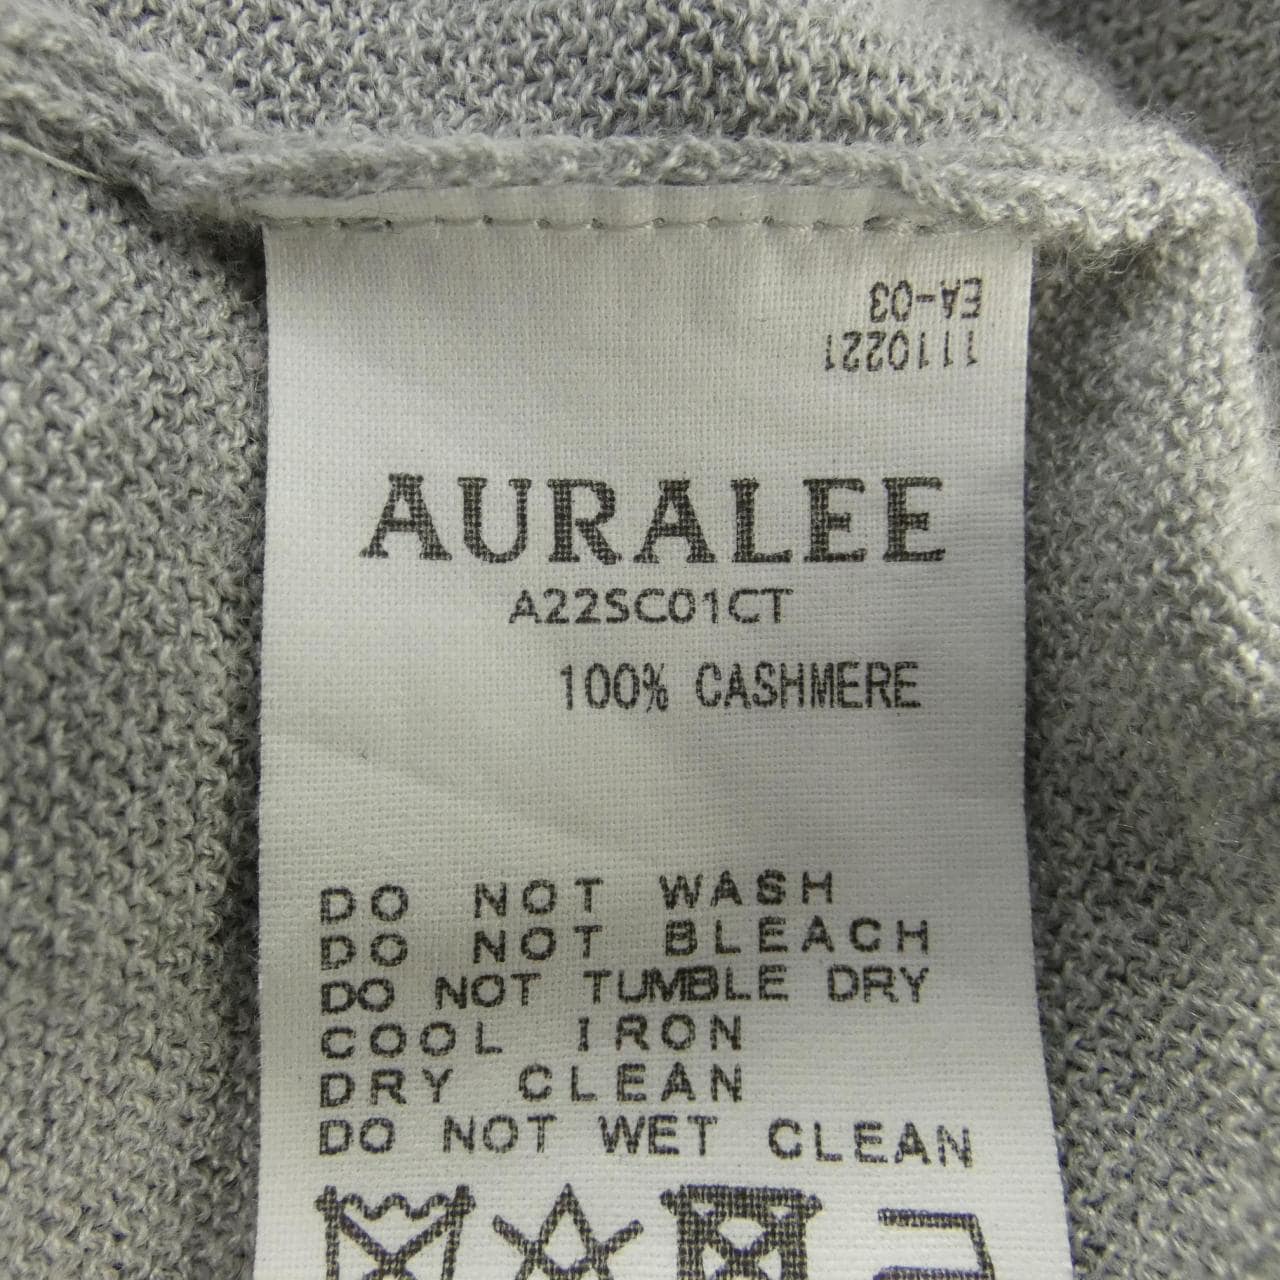 EA-03
1110221
AURALEE
A22SC01CT
100% CASHMERE
DO NOT WASH
DO NOT BLEACH
DO NOT TUMBLE DRY
COOL IRON
DRY CLEAN
DO NOT WET CLEAN